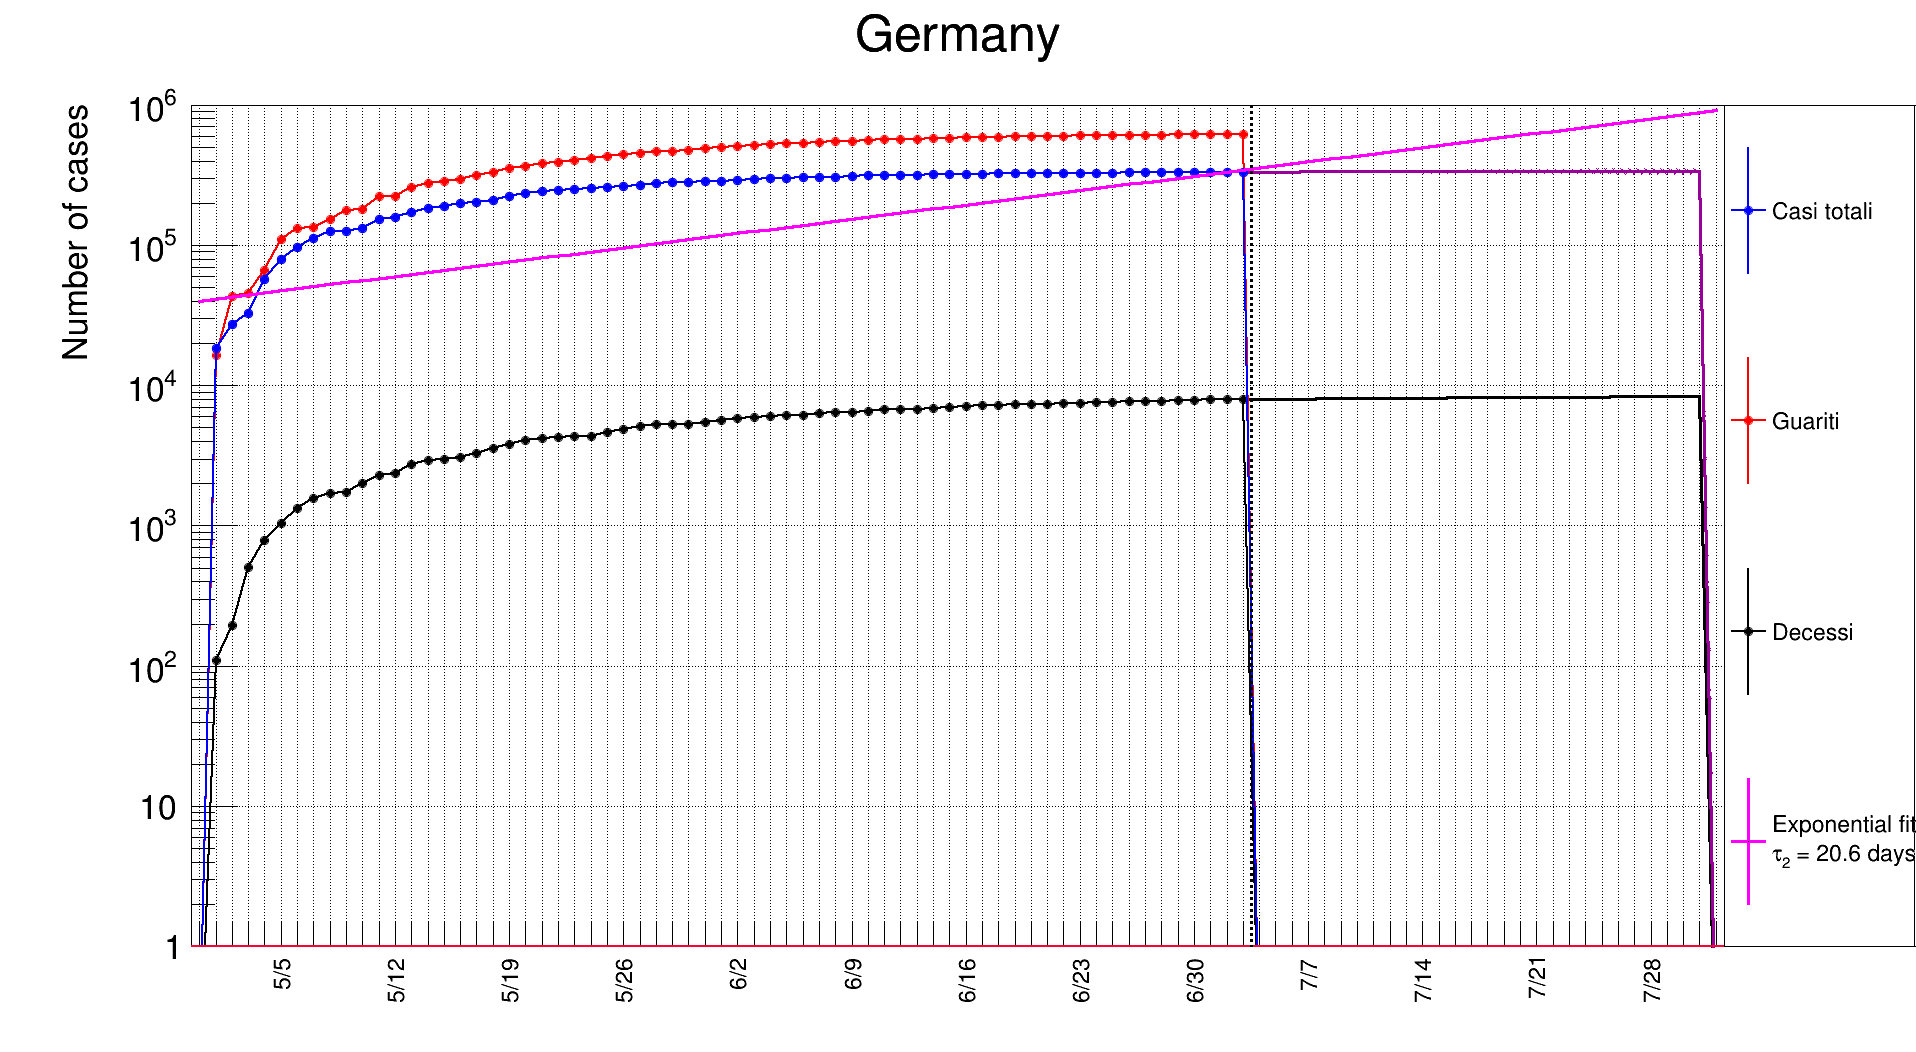 Germany
Number of cases
10^6
10^5
10^4
10^3
10^2
10
1
5/5
5/12
5/19
5/26
6/2
6/9
6/16
6/23
6/30
7/7
7/14
7/21
7/28
Casi totali
Guariti
Decessi
Exponential fit
τ_2 = 20.6 days